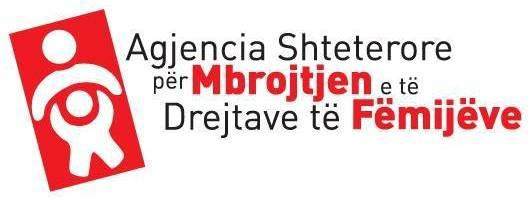 Agjencia Shteterore
për Mbrojtjen e të
Drejtave të Fëmijëve